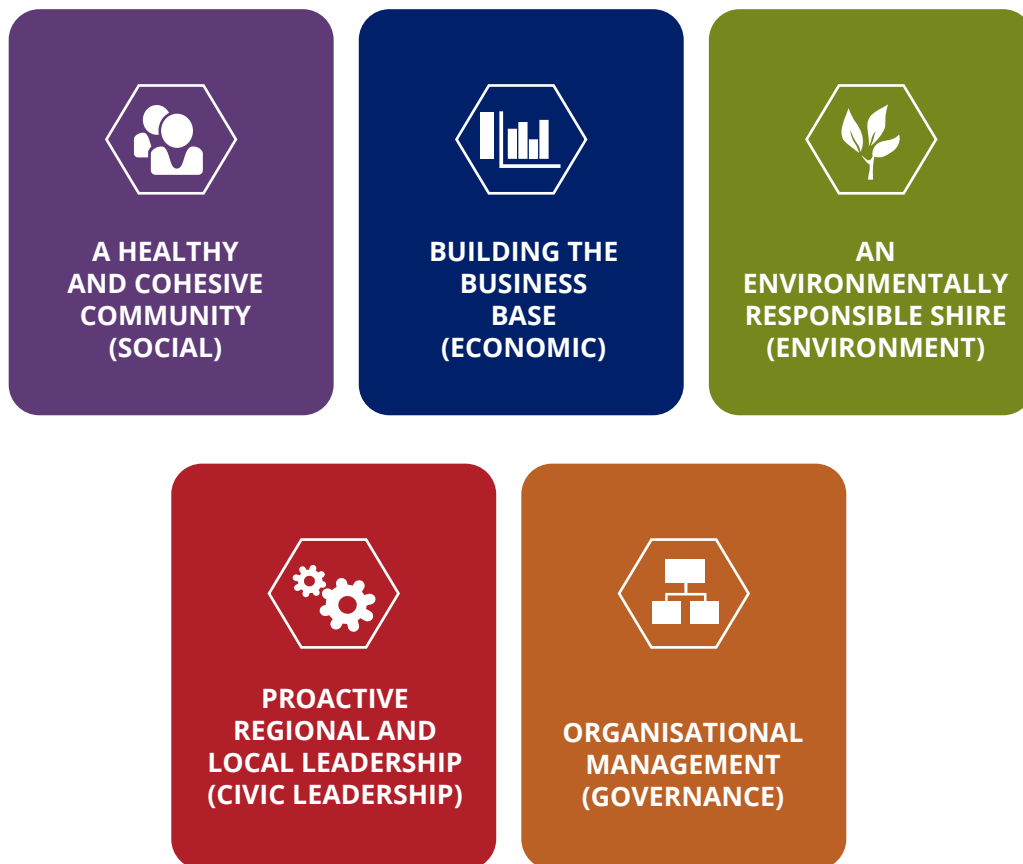 A HEALTHY
AND COHESIVE
COMMUNITY
(SOCIAL)
BUILDING THE
BUSINESS
BASE
(ECONOMIC)
AN
ENVIRONMENTALLY
RESPONSIBLE SHIRE
(ENVIRONMENT)
PROACTIVE
REGIONAL AND
LOCAL LEADERSHIP
(CIVIC LEADERSHIP)
ORGANISATIONAL
MANAGEMENT
(GOVERNANCE)